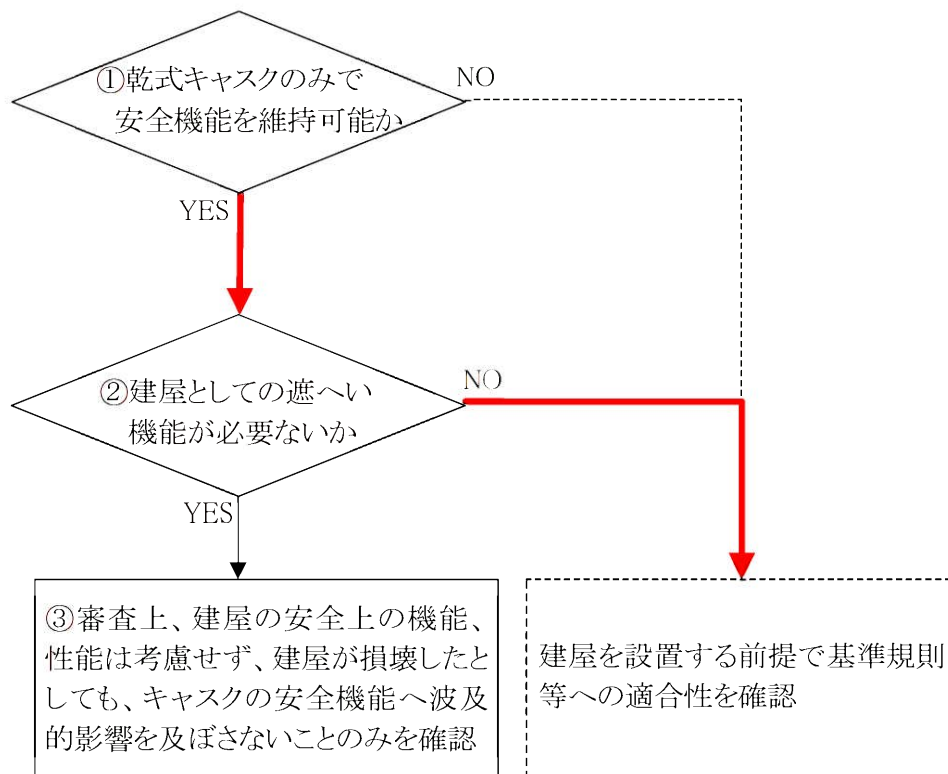 ①乾式キャスクのみで
安全機能を維持可能か
NO
YES
②建屋としての遮へい
機能が必要ないか
NO
YES
③審査上、建屋の安全上の機能、
性能は考慮せず、建屋が損壊したと
しても、キャスクの安全機能へ波及
的影響を及ぼさないことのみを確認
建屋を設置する前提で基準規則
等への適合性を確認